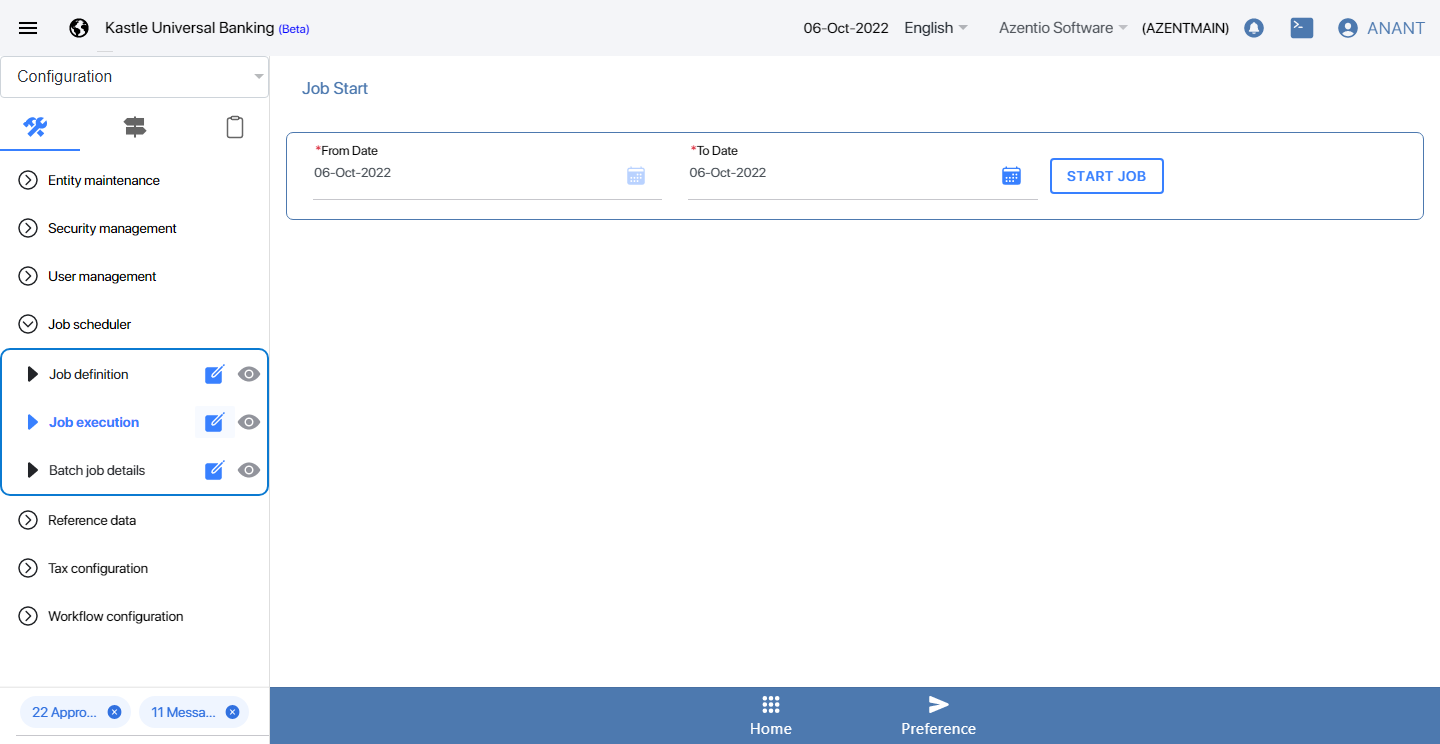 Kastle Universal Banking (Beta)
06-Oct-2022 English Azentio Software (AZENTMAIN) ANANT
Configuration
Entity maintenance
Security management
User management
Job scheduler
Job definition
Job execution
Batch job details
Reference data
Tax configuration
Workflow configuration
22 Appro...
11 Messa...
Job Start
*From Date
06-Oct-2022
*To Date
06-Oct-2022
START JOB
Home
Preference